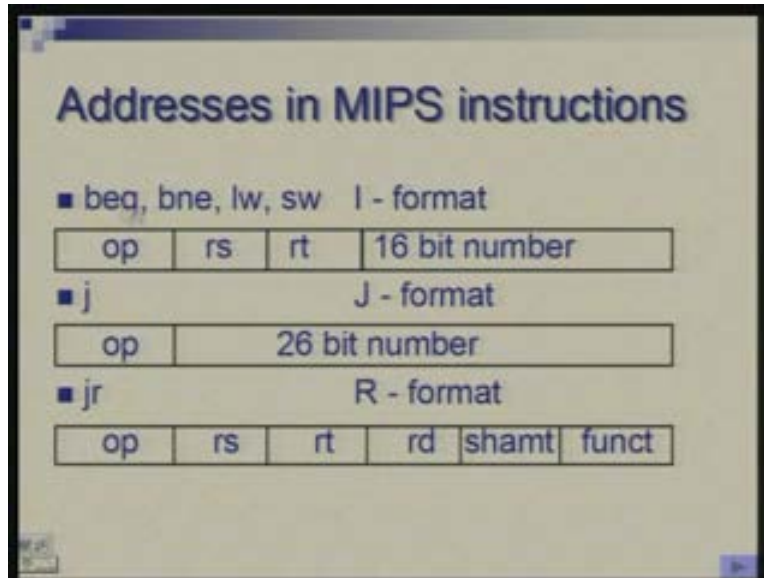 Addresses in MIPS instructions
■ beq, bne, lw, sw I - format
op rs rt 16 bit number
■ j J - format
op 26 bit number
■ jr R - format
op rs rt rd shamt funct